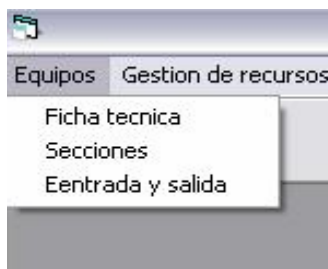 Equipos Gestion de recursos
Ficha tecnica
Secciones
Eentrada y salida